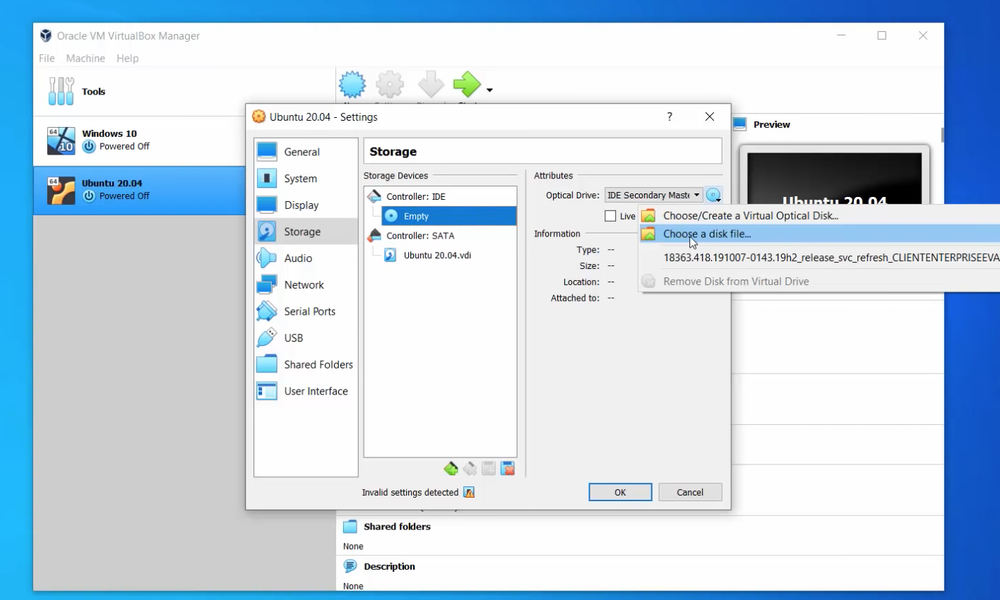 Oracle VM VirtualBox Manager
File Machine Help
Tools
64
Windows 10
10
Powered Off
64
Ubuntu 20.04
Powered Off
Preview
Ubuntu 20.04
Ubuntu 20.04 - Settings
?
General
System
Display
Storage
Audio
Network
Serial Ports
USB
Shared Folders
User Interface
Storage
Storage Devices
Controller: IDE
Empty
Controller: SATA
Ubuntu 20.04.vdi
Attributes
Optical Drive: IDE Secondary Maste
Live
Information
Type: --
Size: --
Location: --
Attached to: --
Choose/Create a Virtual Optical Disk...
Choose a disk file...
18363.418.191007-0143.19h2_release_svc_refresh_CLIENTENTERPRISEEVA
Remove Disk from Virtual Drive
Invalid settings detected
OK
Cancel
Shared folders
None
Description
None